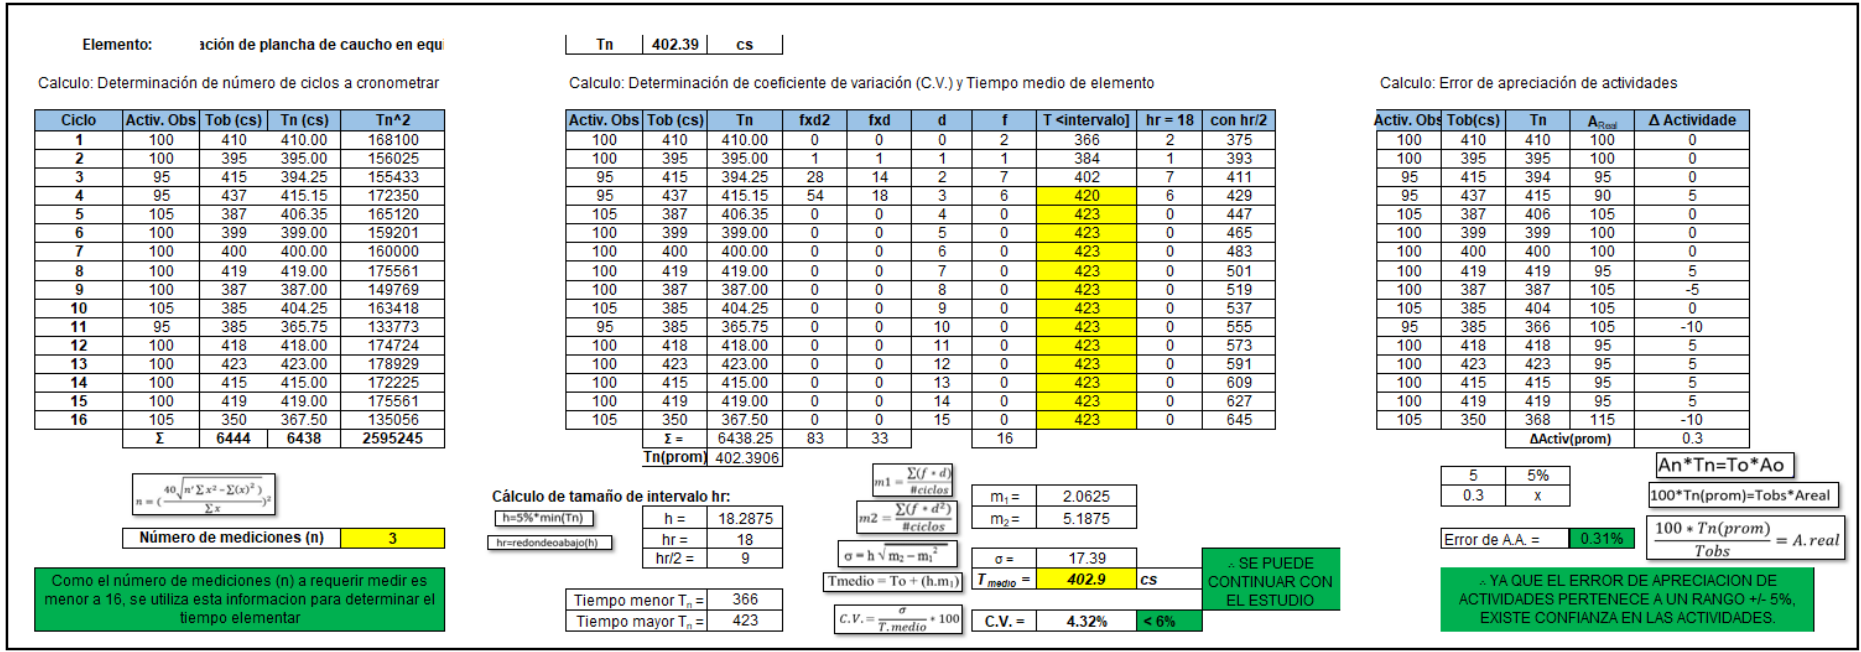 Elemento: ación de plancha de caucho en equi
Tn 402.39 cs
Calculo: Determinación de número de ciclos a cronometrar
Ciclo Activ. Obs Tob (cs) Tn (cs) Tn^2
1 100 410 410.00 168100
2 100 395 395.00 156025
3 95 415 394.25 155433
4 95 437 415.15 172350
5 105 387 406.35 165120
6 100 399 399.00 159201
7 100 400 400.00 160000
8 100 419 419.00 175561
9 100 387 387.00 149769
10 105 385 404.25 163418
11 95 385 365.75 133773
12 100 418 418.00 174724
13 100 423 423.00 178929
14 100 415 415.00 172225
15 100 419 419.00 175561
16 105 350 367.50 135056
Σ 6444 6438 2595245
n = (40√(n'Σx² −Σ(x)²) / Σx)²
Número de mediciones (n) 3
Como el número de mediciones (n) a requerir medir es
menor a 16, se utiliza esta informacion para determinar el
tiempo elementar
Calculo: Determinación de coeficiente de variación (C.V.) y Tiempo medio de elemento
Activ. Obs Tob (cs) Tn fxd2 fxd d f T <intervalo] hr = 18 con hr/2
100 410 410.00 0 0 0 2 366 2 375
100 395 395.00 1 1 1 1 384 1 393
95 415 394.25 28 14 2 7 402 7 411
95 437 415.15 54 18 3 6 420 6 429
105 387 406.35 0 0 4 0 423 0 447
100 399 399.00 0 0 5 0 423 0 465
100 400 400.00 0 0 6 0 423 0 483
100 419 419.00 0 0 7 0 423 0 501
100 387 387.00 0 0 8 0 423 0 519
105 385 404.25 0 0 9 0 423 0 537
95 385 365.75 0 0 10 0 423 0 555
100 418 418.00 0 0 11 0 423 0 573
100 423 423.00 0 0 12 0 423 0 591
100 415 415.00 0 0 13 0 423 0 609
100 419 419.00 0 0 14 0 423 0 627
105 350 367.50 0 0 15 0 423 0 645
Σ = 6438.25 83 33 16
Tn(prom) 402.3906
Cálculo de tamaño de intervalo hr:
h=5%*min(Tn)
h = 18.2875
hr=redondeoabajo(h)
hr = 18
hr/2 = 9
Tiempo menor Tn = 366
Tiempo mayor Tn = 423
m1 = Σ(f * d) / #ciclos
m₁ = 2.0625
m2 = Σ(f * d²) / #ciclos
m₂ = 5.1875
σ = h √(m₂ – m₁²)
σ = 17.39
Tmedio = To + (h.m₁)
Tmedio = 402.9 cs
C.V. = σ / T.medio * 100
C.V. = 4.32% < 6%
∴ SE PUEDE
CONTINUAR CON
EL ESTUDIO
Calculo: Error de apreciación de actividades
Activ. Obs Tob(cs) Tn AReal Δ Actividade
100 410 410 100 0
100 395 395 100 0
95 415 394 95 0
95 437 415 90 5
105 387 406 105 0
100 399 399 100 0
100 400 400 100 0
100 419 419 95 5
100 387 387 105 -5
105 385 404 105 0
95 385 366 105 -10
100 418 418 95 5
100 423 423 95 5
100 415 415 95 5
100 419 419 95 5
105 350 368 115 -10
ΔActiv(prom) 0.3
5 5%
0.3 x
An*Tn=To*Ao
100*Tn(prom)=Tobs*Areal
Error de A.A. = 0.31%
100 * Tn(prom) / Tobs = A.real
∴ YA QUE EL ERROR DE APRECIACION DE
ACTIVIDADES PERTENECE A UN RANGO +/- 5%,
EXISTE CONFIANZA EN LAS ACTIVIDADES.